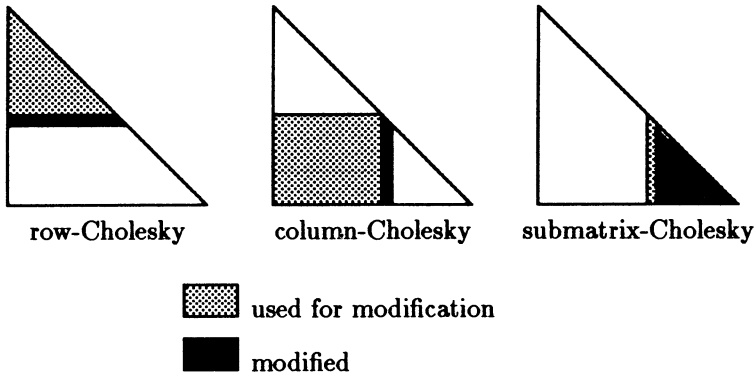 row-Cholesky
column-Cholesky
submatrix-Cholesky
used for modification
modified